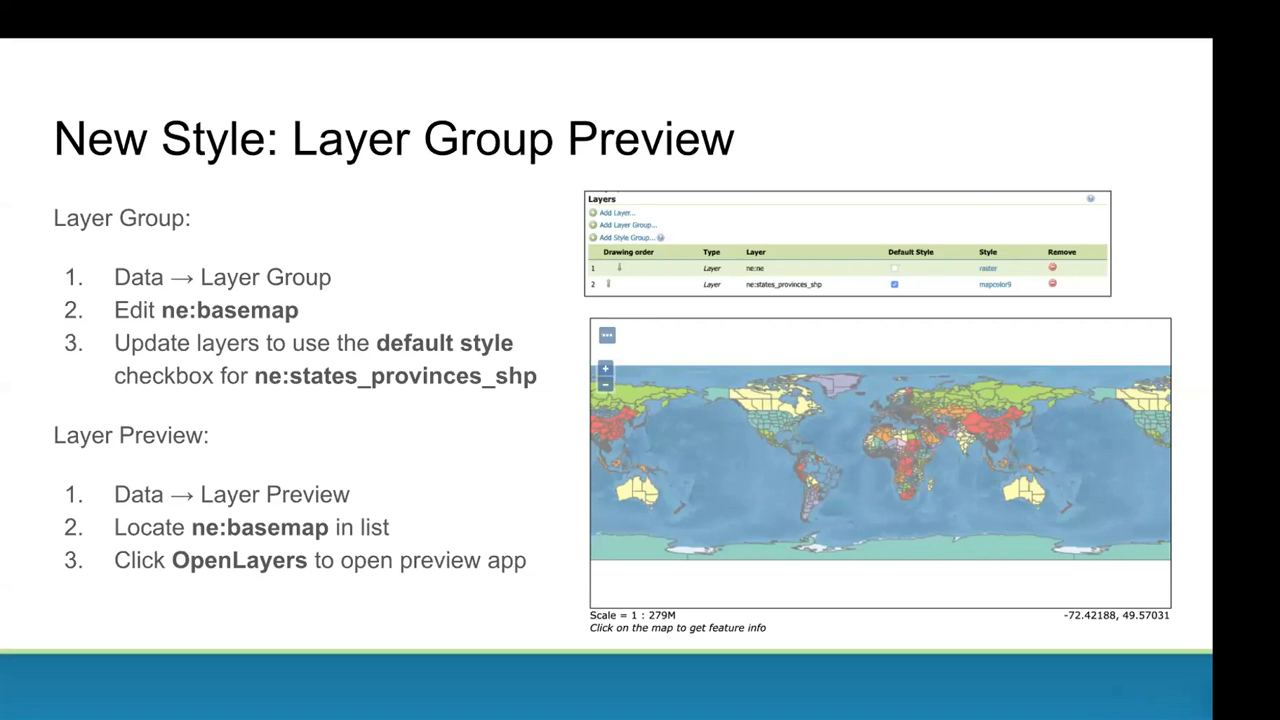 New Style: Layer Group Preview
Layer Group:
1. Data → Layer Group
2. Edit ne:basemap
3. Update layers to use the default style
checkbox for ne:states_provinces_shp
Layer Preview:
1. Data → Layer Preview
2. Locate ne:basemap in list
3. Click OpenLayers to open preview app
Layers
Add Layer...
Add Layer Group...
Add Style Group...
Drawing order Type Layer Default Style Style Remove
1 Layer ne:ne raster
2 Layer ne:states_provinces_shp mapcolor9
+
−
Scale = 1 : 279M -72.42188, 49.57031
Click on the map to get feature info